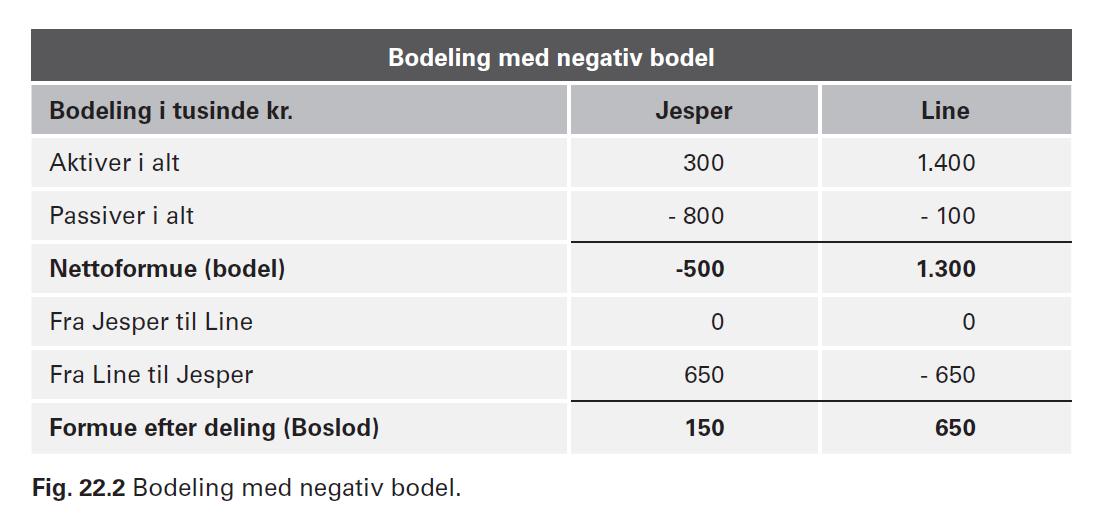 Bodeling med negativ bodel
Bodeling i tusinde kr. Jesper Line
Aktiver i alt 300 1.400
Passiver i alt - 800 - 100
Nettoformue (bodel) -500 1.300
Fra Jesper til Line 0 0
Fra Line til Jesper 650 - 650
Formue efter deling (Boslod) 150 650
Fig. 22.2 Bodeling med negativ bodel.